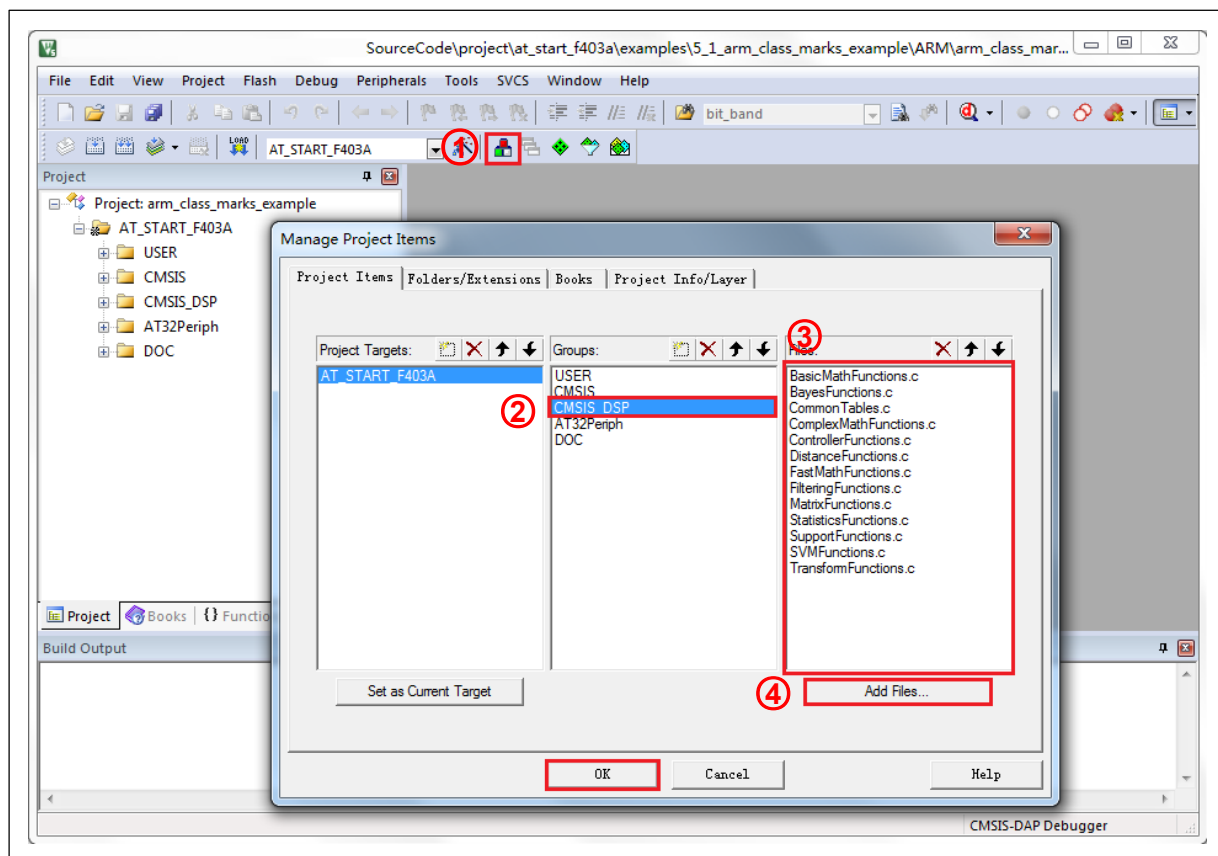 SourceCode\project\at_start_f403a\examples\5_1_arm_class_marks_example\ARM\arm_class_mar...
File Edit View Project Flash Debug Peripherals Tools SVCS Window Help
bit_band
LOAD AT_START_F403A ①
Project
Project: arm_class_marks_example
AT_START_F403A
USER
CMSIS
CMSIS_DSP
AT32Periph
DOC
Manage Project Items
Project Items Folders/Extensions Books Project Info/Layer
③
Project Targets: Groups: Files:
AT_START_F403A
②
USER
CMSIS
CMSIS_DSP
AT32Periph
DOC
BasicMathFunctions.c
BayesFunctions.c
CommonTables.c
ComplexMathFunctions.c
ControllerFunctions.c
DistanceFunctions.c
FastMathFunctions.c
FilteringFunctions.c
MatrixFunctions.c
StatisticsFunctions.c
SupportFunctions.c
SVMFunctions.c
TransformFunctions.c
Set as Current Target ④ Add Files...
OK Cancel Help
Project Books {} Functio
Build Output
CMSIS-DAP Debugger